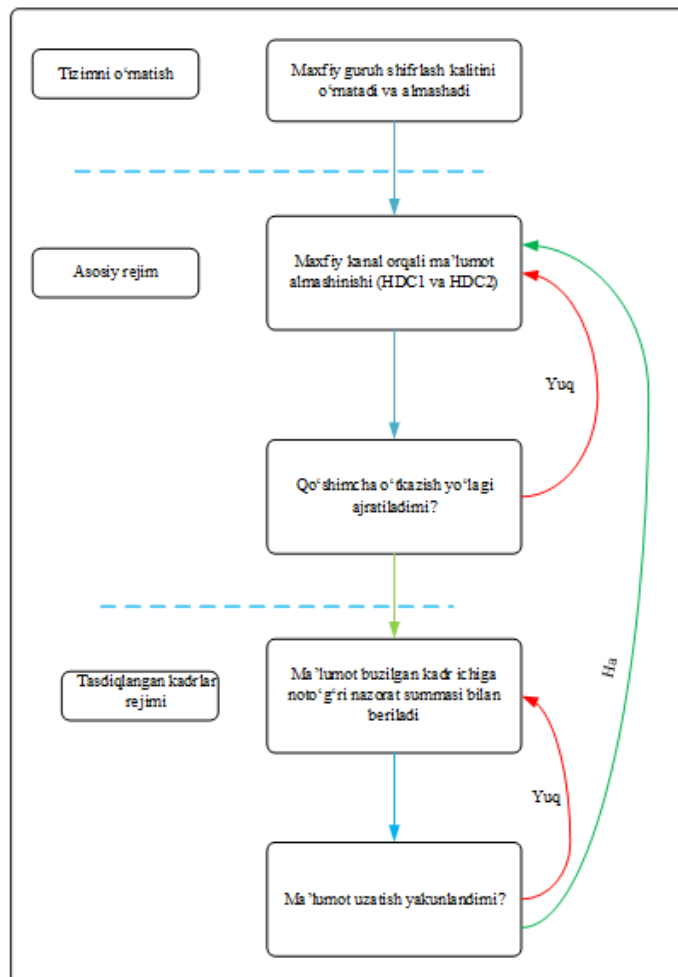 Tizimni o‘rnatish
Maxfiy guruh shifrlash kalitini
o‘rnatadi va almashadi
Asosiy rejim
Maxfiy kanal orqali ma’lumot
almashinishi (HDC1 va HDC2)
Yuq
Qo‘shimcha o‘tkazish yo‘lagi
ajratiladimi?
Ha
Tasdiqlangan kadrlar
rejimi
Ma’lumot buzilgan kadr ichiga
noto‘g‘ri nazorat summasi bilan
beriladi
Yuq
Ma’lumot uzatish yakunlandimi?